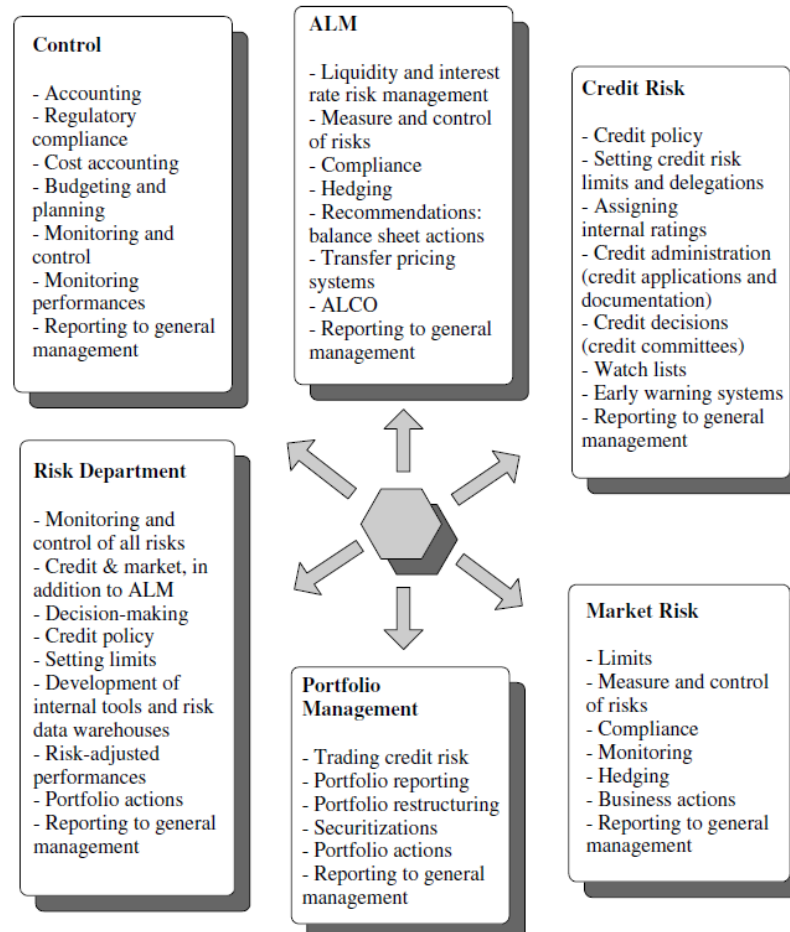 Control
- Accounting
- Regulatory
compliance
- Cost accounting
- Budgeting and
planning
- Monitoring and
control
- Monitoring
performances
- Reporting to general
management
ALM
- Liquidity and interest
rate risk management
- Measure and control
of risks
- Compliance
- Hedging
- Recommendations:
balance sheet actions
- Transfer pricing
systems
- ALCO
- Reporting to general
management
Credit Risk
- Credit policy
- Setting credit risk
limits and delegations
- Assigning
internal ratings
- Credit administration
(credit applications and
documentation)
- Credit decisions
(credit committees)
- Watch lists
- Early warning systems
- Reporting to general
management
Risk Department
- Monitoring and
control of all risks
- Credit & market, in
addition to ALM
- Decision-making
- Credit policy
- Setting limits
- Development of
internal tools and risk
data warehouses
- Risk-adjusted
performances
- Portfolio actions
- Reporting to general
management
Portfolio
Management
- Trading credit risk
- Portfolio reporting
- Portfolio restructuring
- Securitizations
- Portfolio actions
- Reporting to general
management
Market Risk
- Limits
- Measure and control
of risks
- Compliance
- Monitoring
- Hedging
- Business actions
- Reporting to general
management